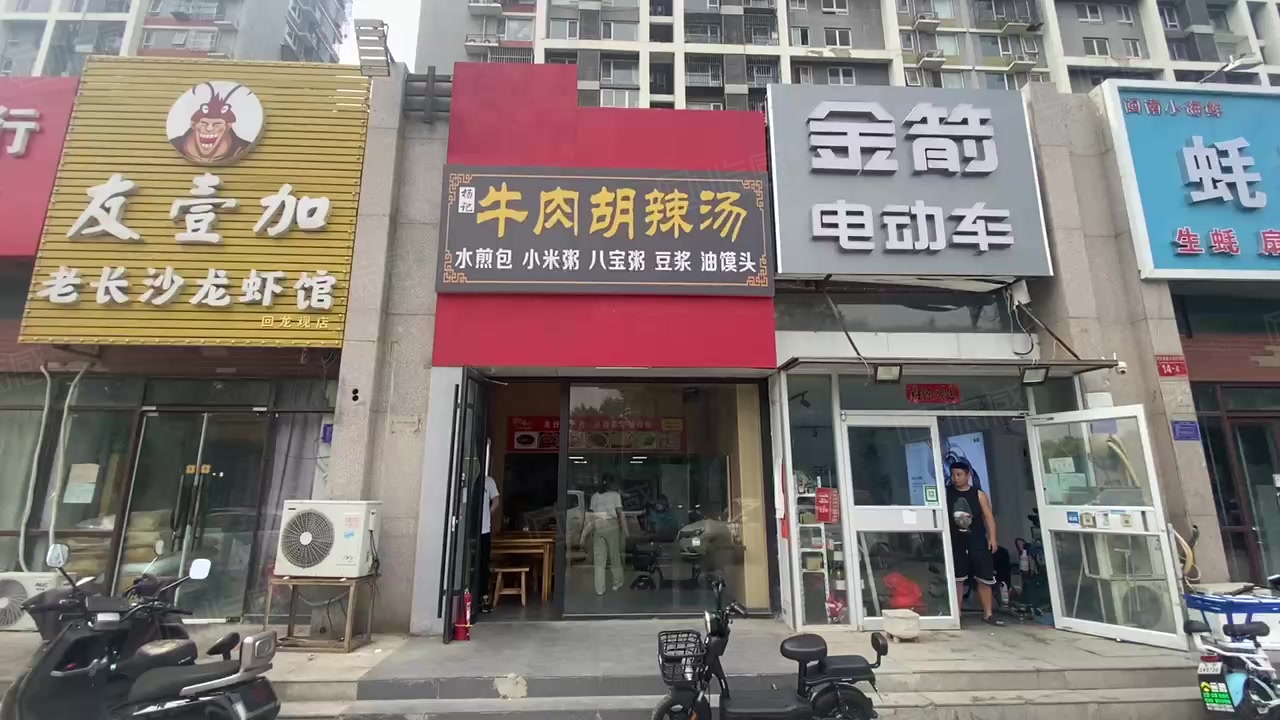 行
友壹加
老长沙龙虾馆
回龙观店
杨记
牛肉胡辣汤
水煎包 小米粥 八宝粥 豆浆 油馍头
金箭
电动车
闽南小海鲜
蚝
生蚝
14-4